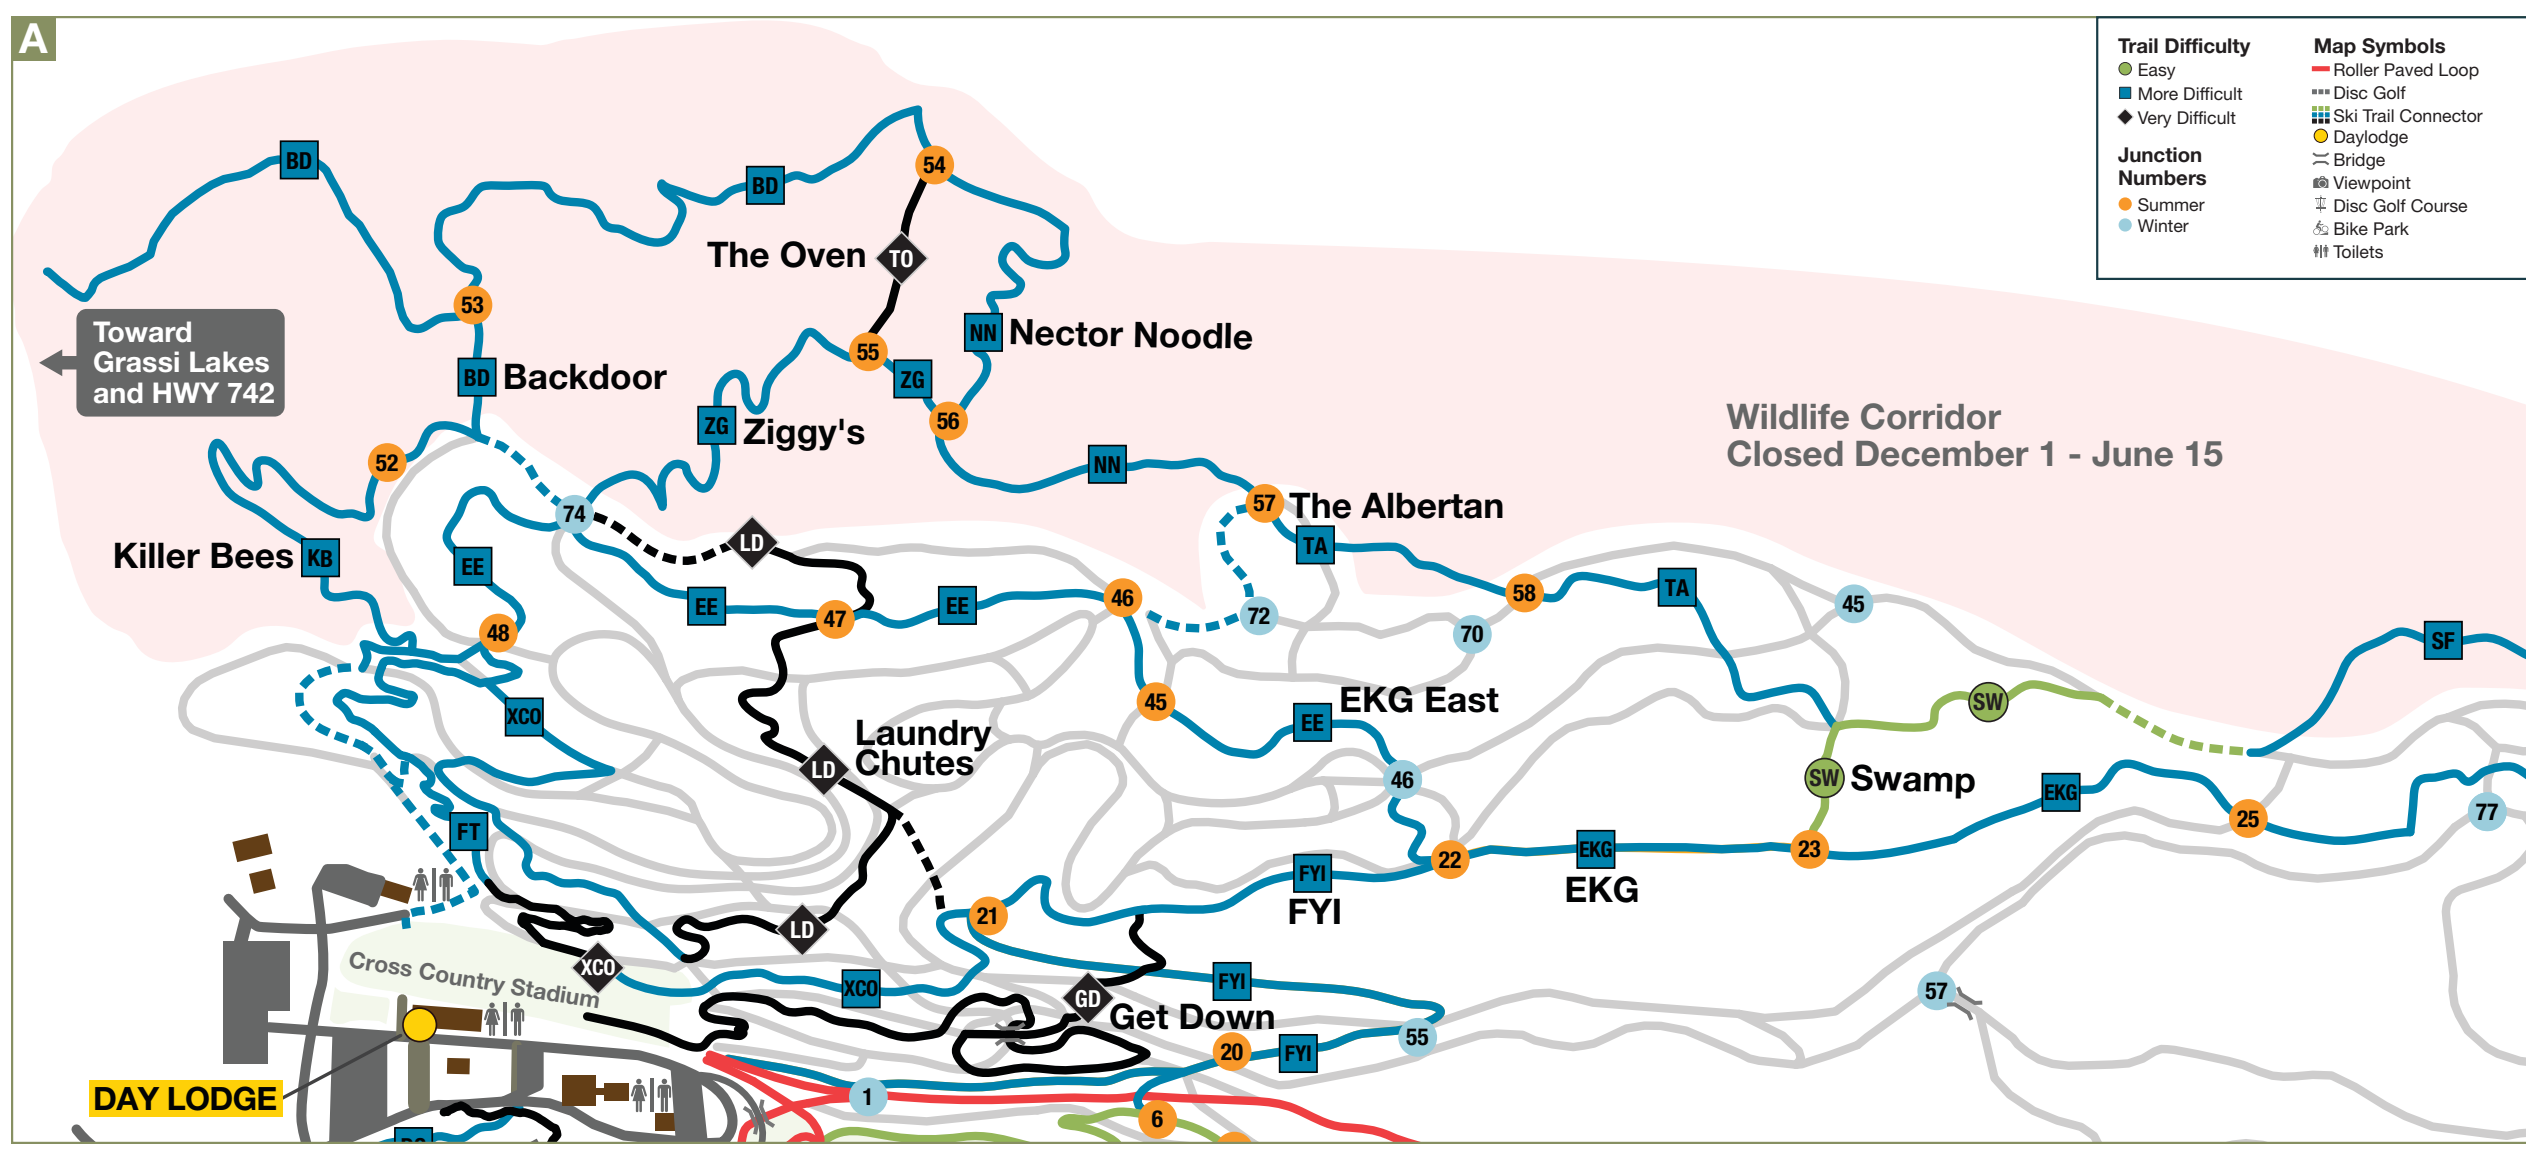 A
Trail Difficulty
Easy
More Difficult
Very Difficult
Junction
Numbers
Summer
Winter
Map Symbols
Roller Paved Loop
Disc Golf
Ski Trail Connector
Daylodge
Bridge
Viewpoint
Disc Golf Course
Bike Park
Toilets
BD
BD
54
The Oven
TO
53
Toward
Grassi Lakes
and HWY 742
NN
Nector Noodle
55
ZG
BD
Backdoor
ZG
Ziggy's
56
Wildlife Corridor
Closed December 1 - June 15
52
NN
74
57
The Albertan
LD
TA
Killer Bees
KB
EE
EE
47
EE
46
72
58
TA
45
70
48
SF
XCO
45
EKG East
EE
SW
Laundry
Chutes
LD
46
SW
Swamp
EKG
25
77
FT
FYI
22
EKG
23
EKG
FYI
21
LD
XCO
Cross Country Stadium
XCO
FYI
GD
Get Down
57
55
20
FYI
DAY LODGE
1
6